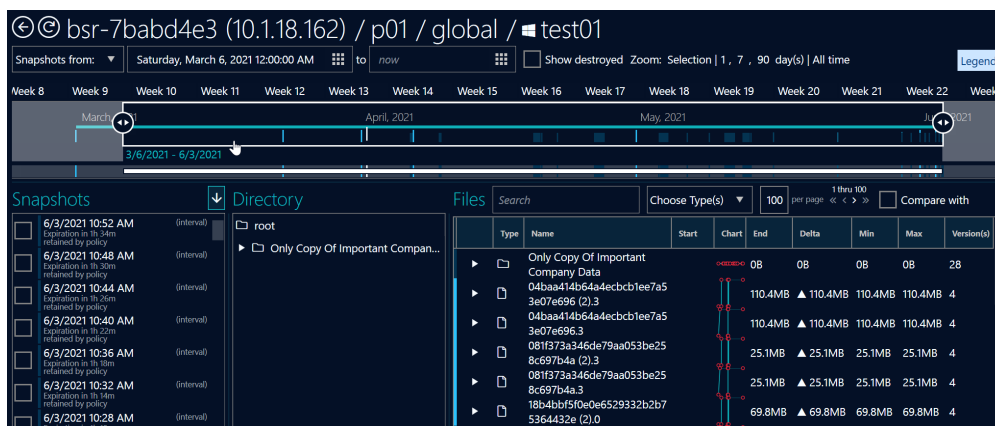 bsr-7babd4e3 (10.1.18.162) / p01 / global / test01
Snapshots from: Saturday, March 6, 2021 12:00:00 AM to now Show destroyed Zoom: Selection | 1 , 7 , 90 day(s) | All time Legend
Week 8 Week 9 Week 10 Week 11 Week 12 Week 13 Week 14 Week 15 Week 16 Week 17 Week 18 Week 19 Week 20 Week 21 Week 22 Week
March, 2021 April, 2021 May, 2021 2021
3/6/2021 - 6/3/2021
Snapshots
6/3/2021 10:52 AM (interval)
Expiration in 1h 34m
retained by policy
6/3/2021 10:48 AM (interval)
Expiration in 1h 30m
retained by policy
6/3/2021 10:44 AM (interval)
Expiration in 1h 26m
retained by policy
6/3/2021 10:40 AM (interval)
Expiration in 1h 22m
retained by policy
6/3/2021 10:36 AM (interval)
Expiration in 1h 18m
retained by policy
6/3/2021 10:32 AM (interval)
Expiration in 1h 14m
retained by policy
6/3/2021 10:28 AM (interval)
Directory
root
Only Copy Of Important Compan...
Files Search Choose Type(s) 100 per page 1 thru 100 Compare with
Type Name Start Chart End Delta Min Max Version(s)
Only Copy Of Important
Company Data
0B 0B 0B 0B 28
04baa414b64a4ecbcb1ee7a5
3e07e696 (2).3
110.4MB ▲ 110.4MB 110.4MB 110.4MB 4
04baa414b64a4ecbcb1ee7a5
3e07e696.3
110.4MB ▲ 110.4MB 110.4MB 110.4MB 4
081f373a346de79aa053be25
8c697b4a (2).3
25.1MB ▲ 25.1MB 25.1MB 25.1MB 4
081f373a346de79aa053be25
8c697b4a.3
25.1MB ▲ 25.1MB 25.1MB 25.1MB 4
18b4bbf5f0e0e6529332b2b7
5364432e (2).0
69.8MB ▲ 69.8MB 69.8MB 69.8MB 4